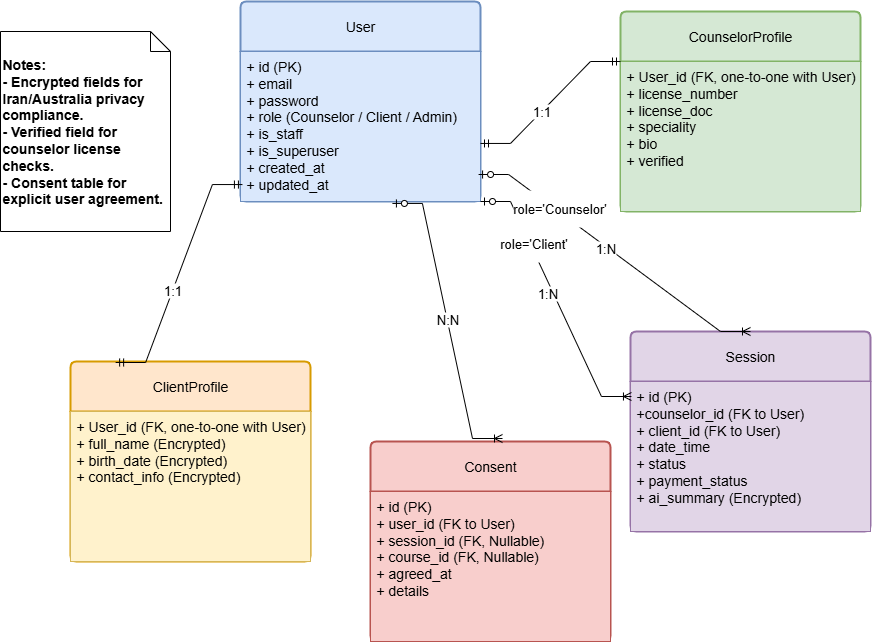 Notes:
- Encrypted fields for
Iran/Australia privacy
compliance.
- Verified field for
counselor license
checks.
- Consent table for
explicit user agreement.
User
+ id (PK)
+ email
+ password
+ role (Counselor / Client / Admin)
+ is_staff
+ is_superuser
+ created_at
+ updated_at
CounselorProfile
+ User_id (FK, one-to-one with User)
+ license_number
+ license_doc
+ speciality
+ bio
+ verified
1:1
role='Counselor'
role='Client'
1:N
1:N
1:1
N:N
ClientProfile
+ User_id (FK, one-to-one with User)
+ full_name (Encrypted)
+ birth_date (Encrypted)
+ contact_info (Encrypted)
Consent
+ id (PK)
+ user_id (FK to User)
+ session_id (FK, Nullable)
+ course_id (FK, Nullable)
+ agreed_at
+ details
Session
+ id (PK)
+counselor_id (FK to User)
+ client_id (FK to User)
+ date_time
+ status
+ payment_status
+ ai_summary (Encrypted)